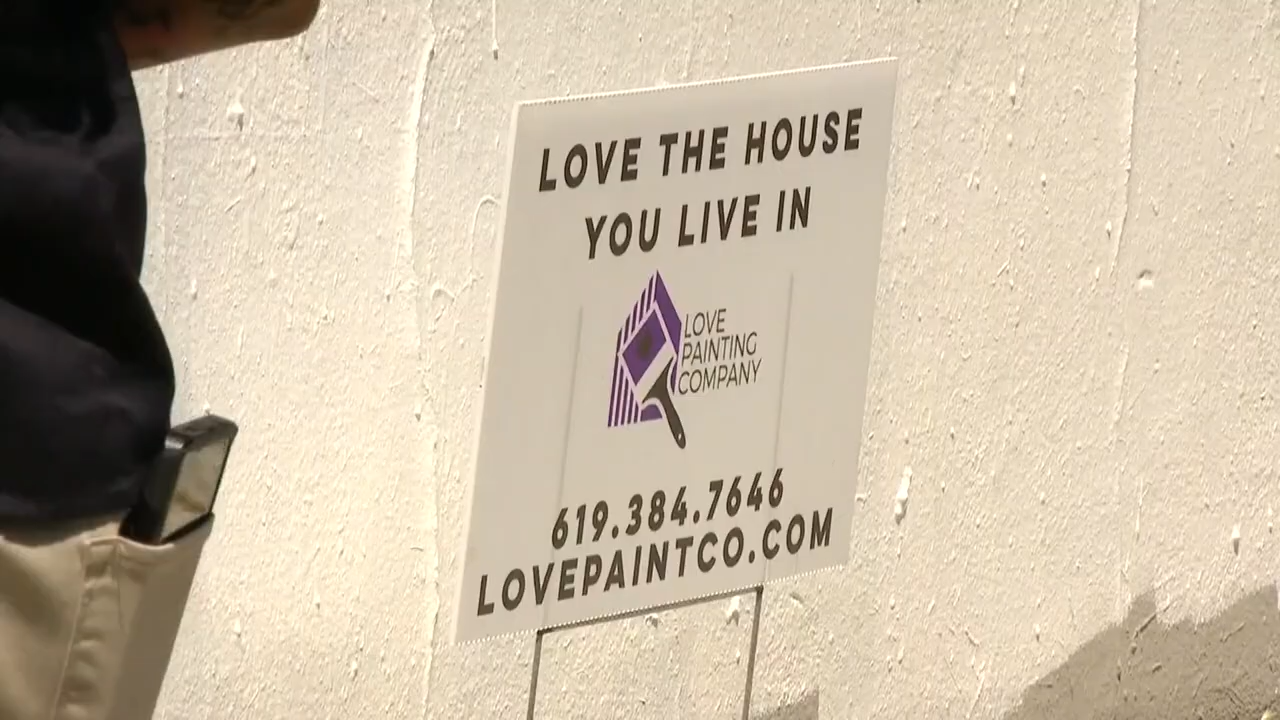 LOVE THE HOUSE
YOU LIVE IN
LOVE
PAINTING
COMPANY
619.384.7646
LOVEPAINTCO.COM